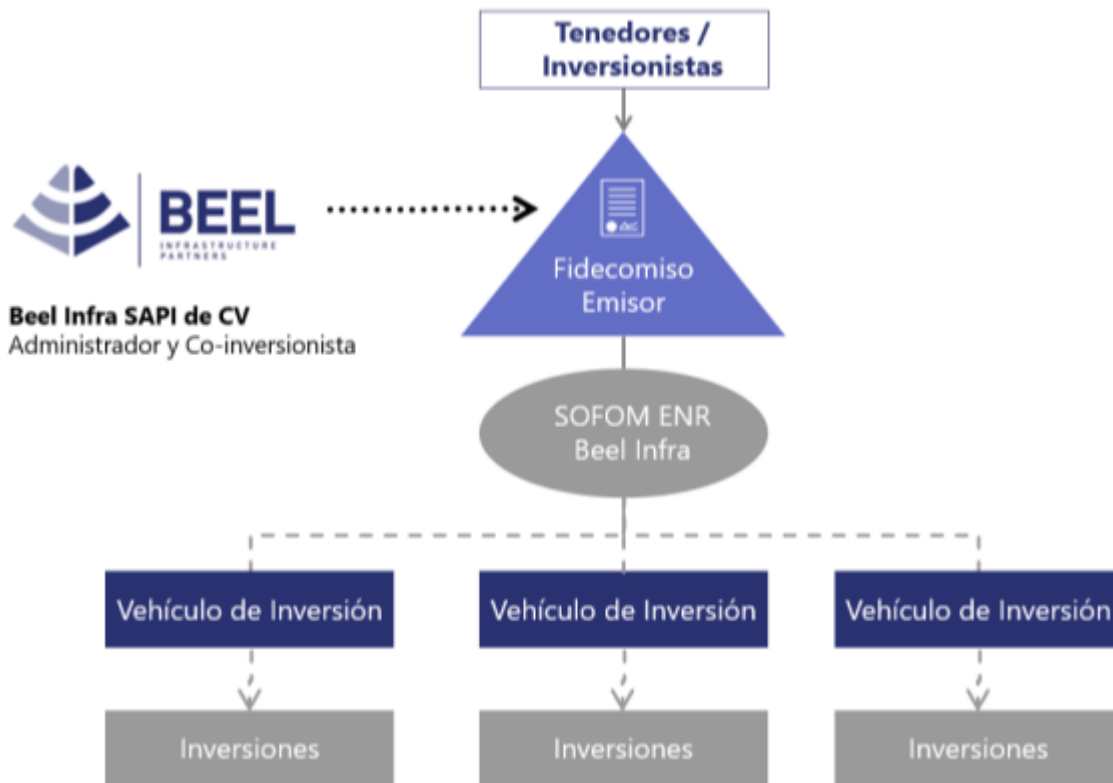 Tenedores /
Inversionistas
BEEL
INFRASTRUCTURE
PARTNERS
Beel Infra SAPI de CV
Administrador y Co-inversionista
Fidecomiso
Emisor
SOFOM ENR
Beel Infra
Vehículo de Inversión
Vehículo de Inversión
Vehículo de Inversión
Inversiones
Inversiones
Inversiones